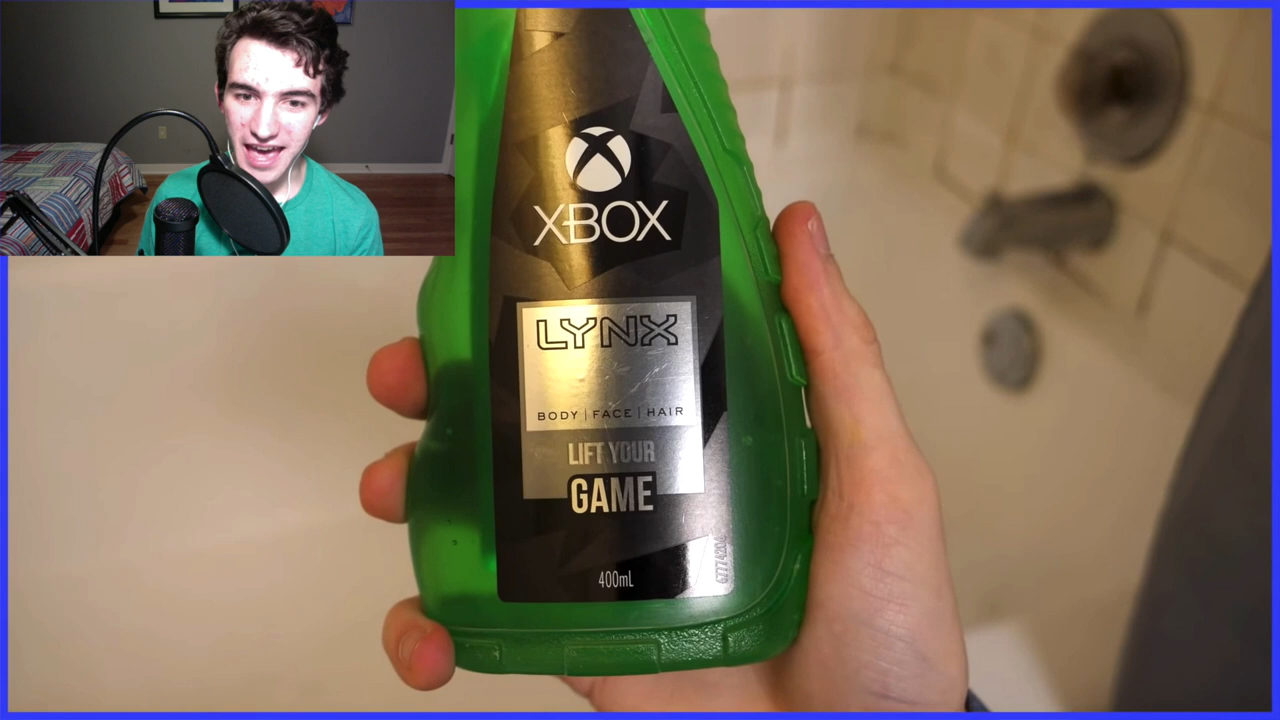 XBOX
LYNX
BODY | FACE | HAIR
LIFT YOUR
GAME
400mL